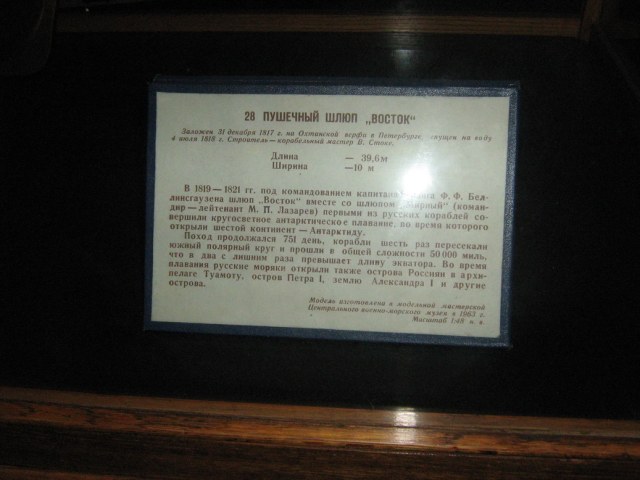 28 ПУШЕЧНЫЙ ШЛЮП „ВОСТОК“
Заложен 31 декабря 1817 г. на Охтинской верфи в Петербурге, спущен на воду
4 июля 1818 г. Строитель — корабельный мастер В. Стоке.
Длина — 39,6 м
Ширина — 10 м
В 1819—1821 гг. под командованием капитана ранга Ф. Ф. Бел-
линсгаузена шлюп „Восток“ вместе со шлюпом „Мирный“ (коман-
дир — лейтенант М. П. Лазарев) первыми из русских кораблей со-
вершили кругосветное антарктическое плавание, во время которого
открыли шестой континент — Антарктиду.
Поход продолжался 751 день, корабли шесть раз пересекали
южный полярный круг и прошли в общей сложности 50 000 миль,
что в два с лишним раза превышает длину экватора. Во время
плавания русские моряки открыли также острова Россиян в архи-
пелаге Туамоту, остров Петра I, землю Александра I и другие
острова.
Модель изготовлена в модельной мастерской
Центрального военно-морского музея в 1963 г.
Масштаб 1:48 н. в.